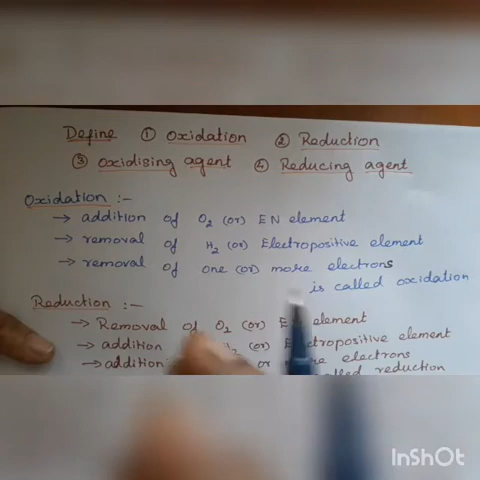 Define ① Oxidation ② Reduction
③ Oxidising agent ④ Reducing agent
Oxidation :-
→ addition of O₂ (or) EN element
→ removal of H₂ (or) Electropositive element
→ removal of one (or) more electrons
is called oxidation
Reduction :-
→ Removal of O₂ (or) element
→ addition (or) Electropositive element
→ addition or electrons
reduction
InShOt